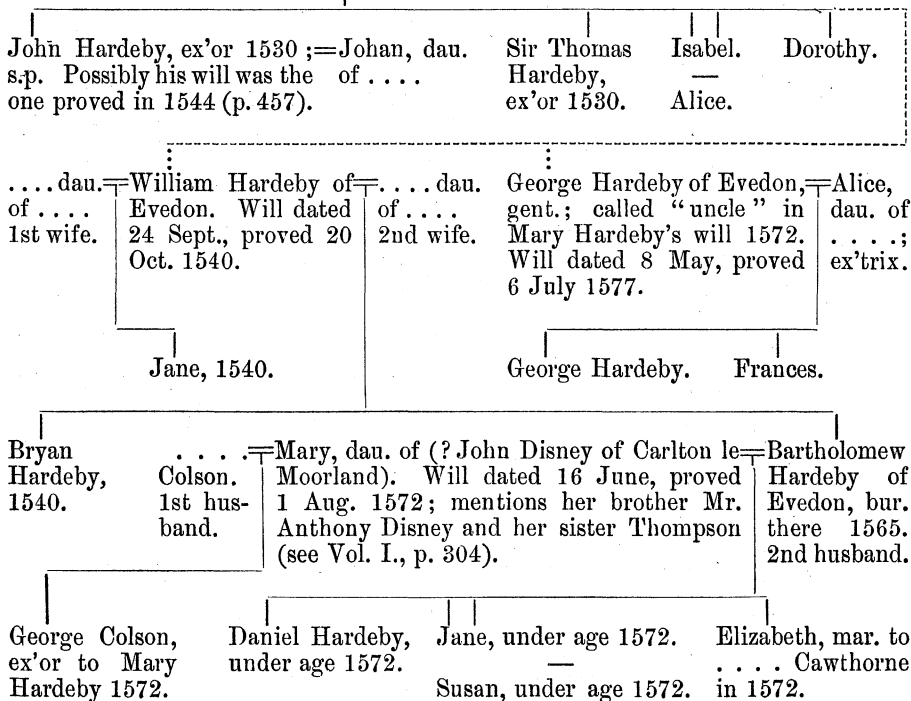 John Hardeby, ex'or 1530 ;=Johan, dau.
s.p. Possibly his will was the of . . . .
one proved in 1544 (p. 457).
Sir Thomas
Hardeby,
ex'or 1530.
Isabel.
—
Alice.
Dorothy.
. . . . dau.
of . . . .
1st wife.
=William Hardeby of=
Evedon. Will dated
24 Sept., proved 20
Oct. 1540.
. . . . dau.
of . . . .
2nd wife.
George Hardeby of Evedon,=
gent.; called "uncle" in
Mary Hardeby's will 1572.
Will dated 8 May, proved
6 July 1577.
Alice,
dau. of
. . . . ;
ex'trix.
Jane, 1540.
George Hardeby.
Frances.
Bryan
Hardeby,
1540.
. . . .
Colson.
1st hus-
band.
=Mary, dau. of (? John Disney of Carlton le=
Moorland). Will dated 16 June, proved
1 Aug. 1572; mentions her brother Mr.
Anthony Disney and her sister Thompson
(see Vol. I., p. 304).
Bartholomew
Hardeby of
Evedon, bur.
there 1565.
2nd husband.
George Colson,
ex'or to Mary
Hardeby 1572.
Daniel Hardeby,
under age 1572.
Jane, under age 1572.
—
Susan, under age 1572.
Elizabeth, mar. to
. . . . Cawthorne
in 1572.